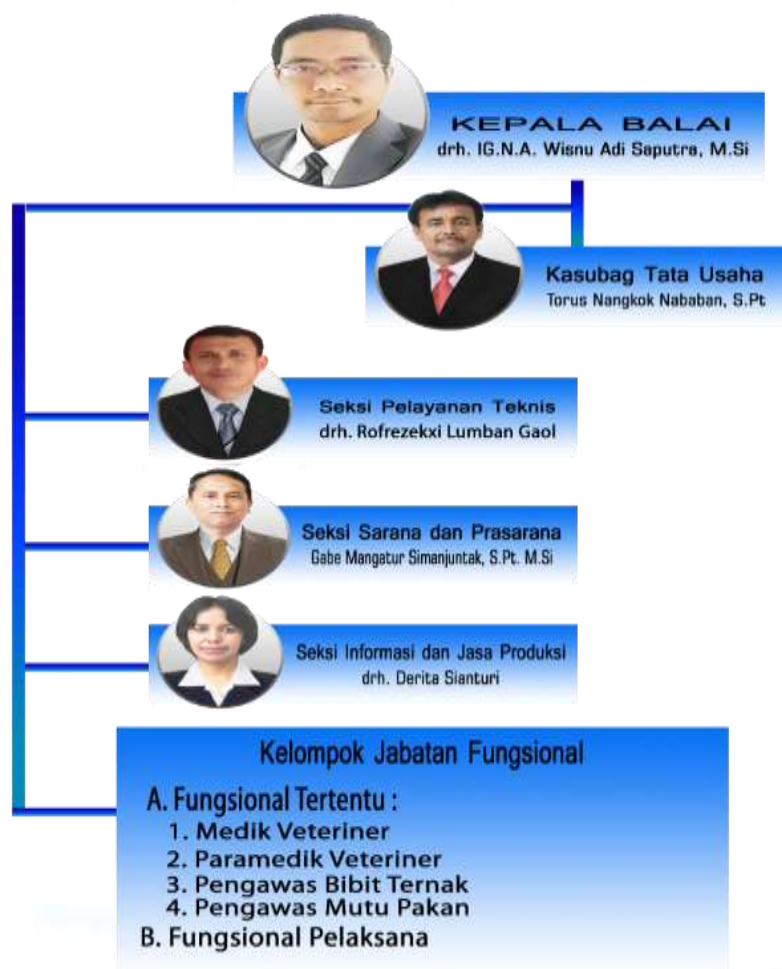 KEPALA BALAI
drh. IG.N.A. Wisnu Adi Saputra, M.Si
Kasubag Tata Usaha
Torus Nangkok Nababan, S.Pt
Seksi Pelayanan Teknis
drh. Rofrezekxi Lumban Gaol
Seksi Sarana dan Prasarana
Gabe Mangatur Simanjuntak, S.Pt. M.Si
Seksi Informasi dan Jasa Produksi
drh. Derita Sianturi
Kelompok Jabatan Fungsional
A. Fungsional Tertentu :
1. Medik Veteriner
2. Paramedik Veteriner
3. Pengawas Bibit Ternak
4. Pengawas Mutu Pakan
B. Fungsional Pelaksana